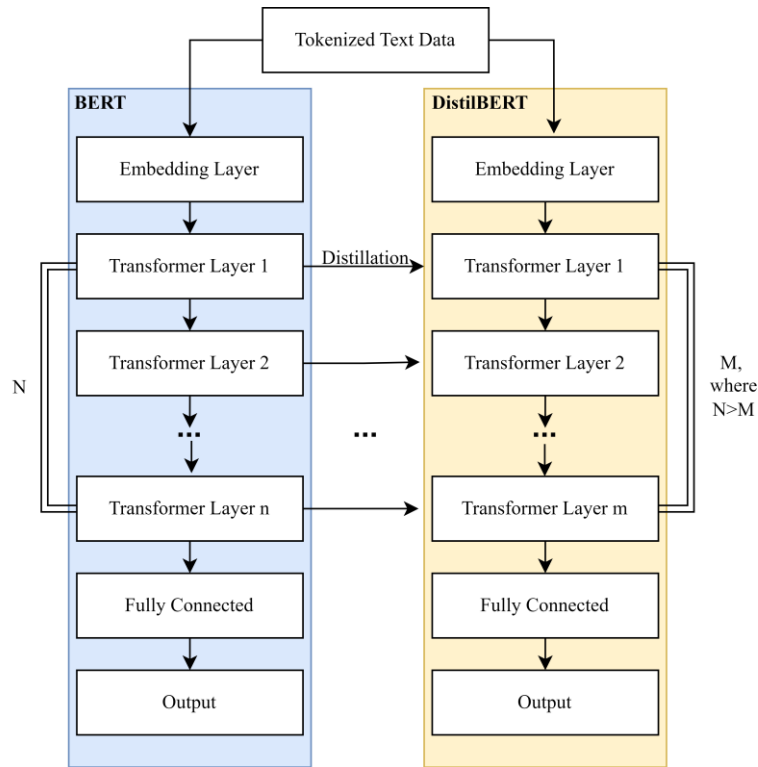 Tokenized Text Data
BERT
Embedding Layer
Transformer Layer 1
Transformer Layer 2
...
Transformer Layer n
Fully Connected
Output
N
Distillation
...
DistilBERT
Embedding Layer
Transformer Layer 1
Transformer Layer 2
...
Transformer Layer m
Fully Connected
Output
M,
where
N>M